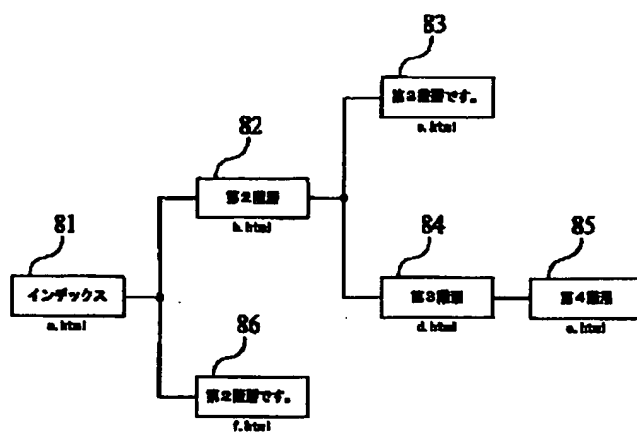 83
第3階層です。
c.html
82
第2階層
b.html
81
インデックス
a.html
84
第3階層
d.html
85
第4階層
e.html
86
第2階層です。
f.html